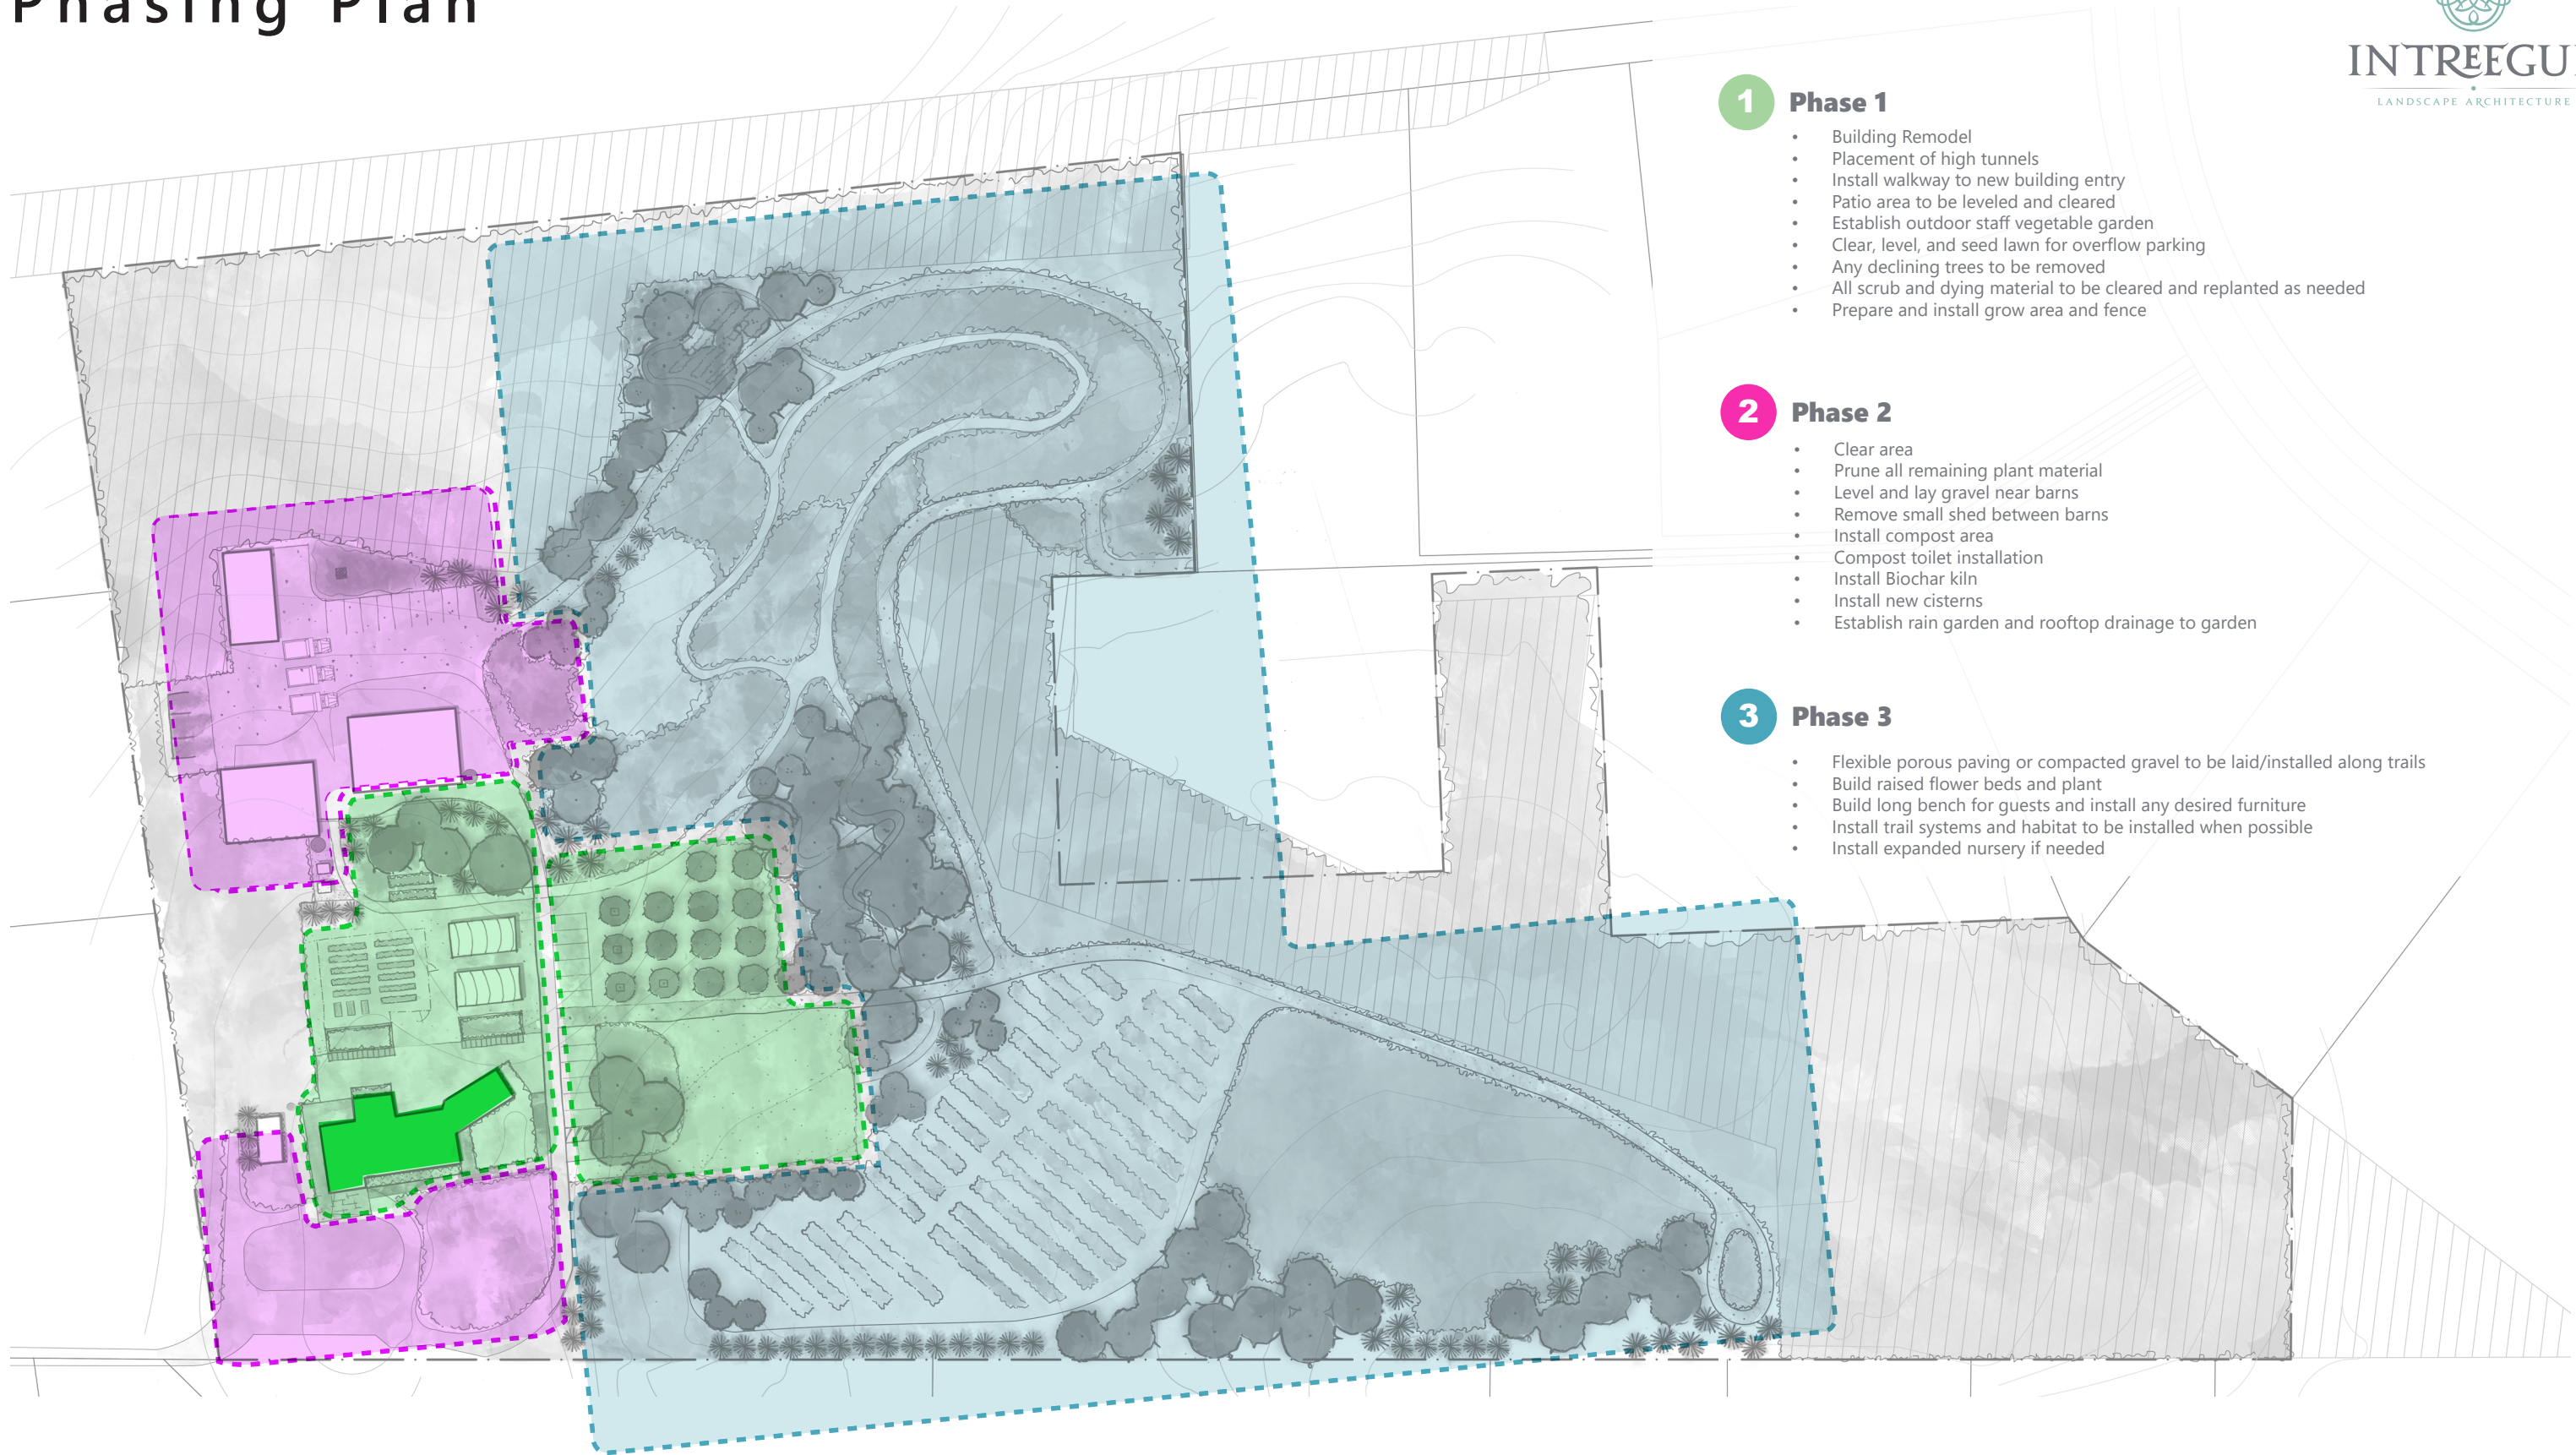 Phasing Plan
INTREEGU
LANDSCAPE ARCHITECTURE
1 Phase 1
• Building Remodel
• Placement of high tunnels
• Install walkway to new building entry
• Patio area to be leveled and cleared
• Establish outdoor staff vegetable garden
• Clear, level, and seed lawn for overflow parking
• Any declining trees to be removed
• All scrub and dying material to be cleared and replanted as needed
• Prepare and install grow area and fence
2 Phase 2
• Clear area
• Prune all remaining plant material
• Level and lay gravel near barns
• Remove small shed between barns
• Install compost area
• Compost toilet installation
• Install Biochar kiln
• Install new cisterns
• Establish rain garden and rooftop drainage to garden
3 Phase 3
• Flexible porous paving or compacted gravel to be laid/installed along trails
• Build raised flower beds and plant
• Build long bench for guests and install any desired furniture
• Install trail systems and habitat to be installed when possible
• Install expanded nursery if needed